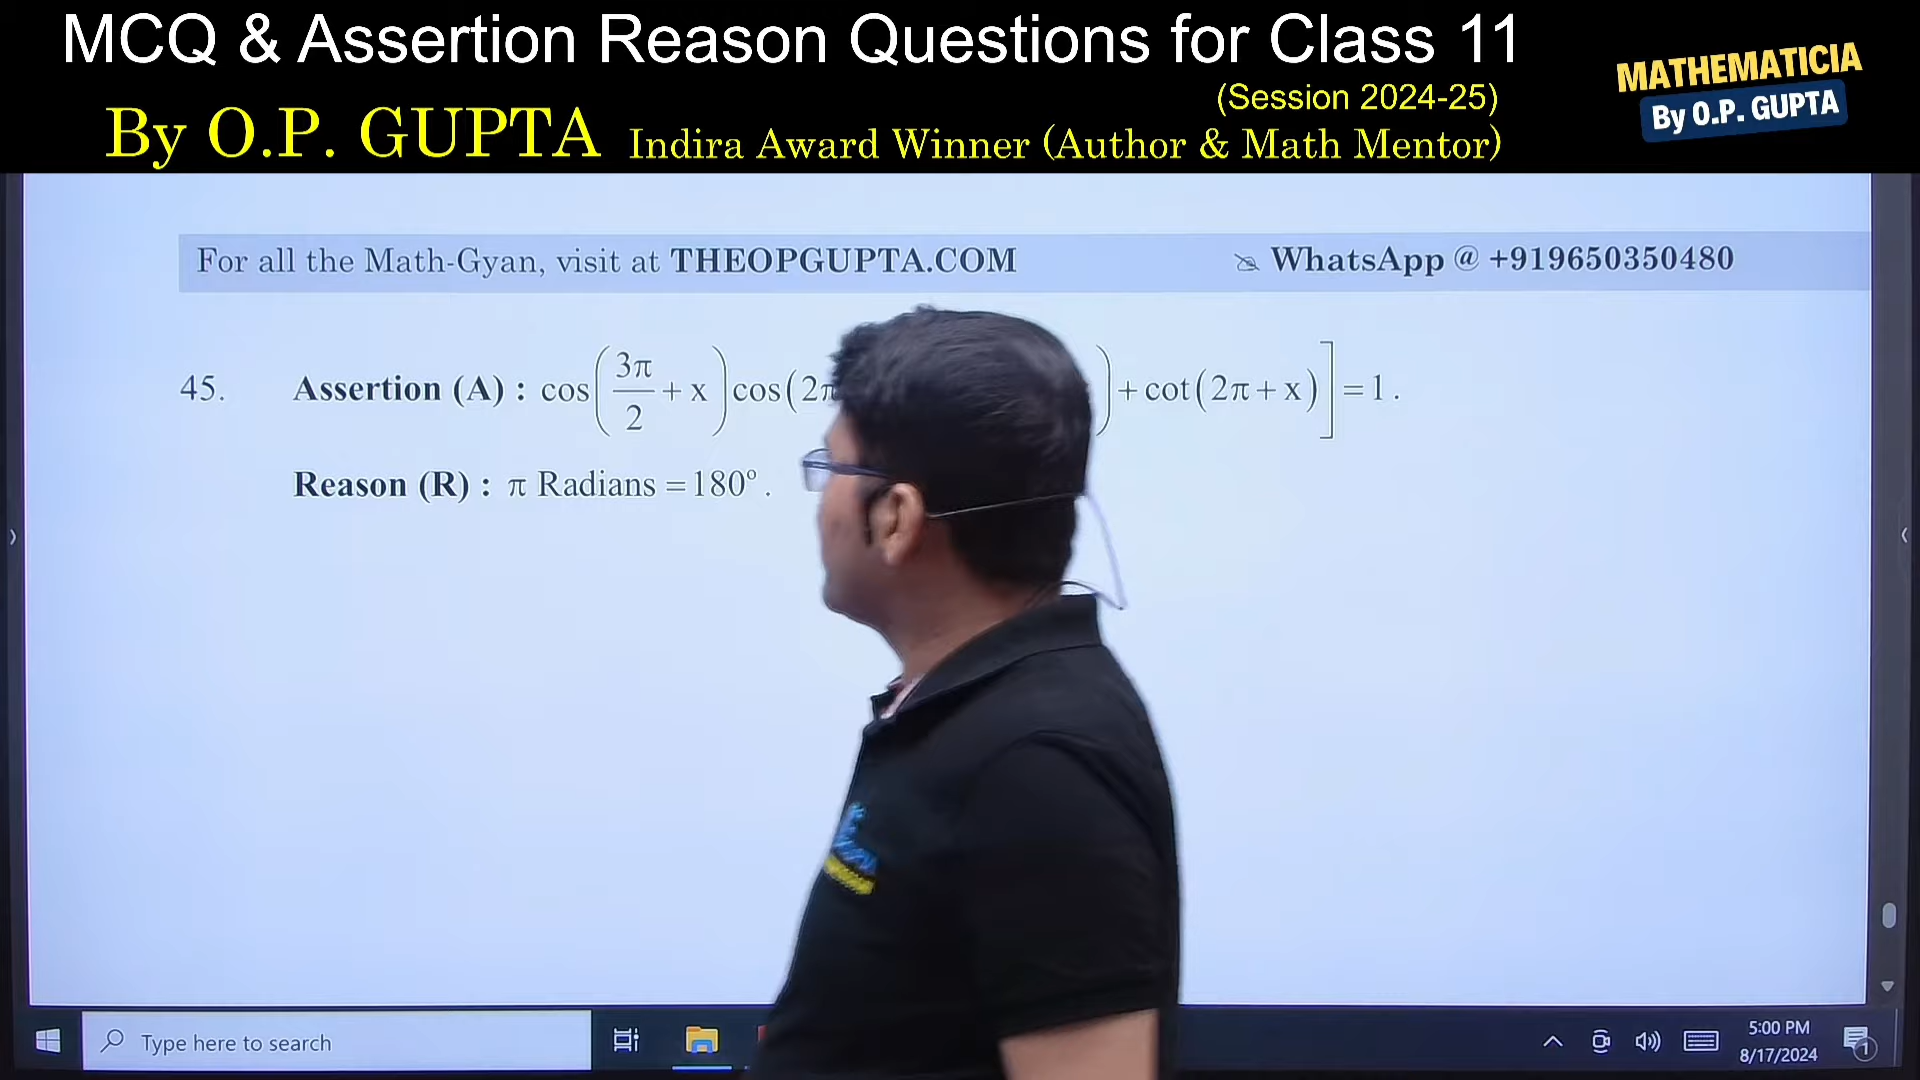 MCQ & Assertion Reason Questions for Class 11
(Session 2024-25)
By O.P. GUPTA Indira Award Winner (Author & Math Mentor)
MATHEMATICIA
By O.P. GUPTA
For all the Math-Gyan, visit at THEOPGUPTA.COM WhatsApp @ +919650350480
45. Assertion (A) : cos(3π/2 + x) cos(2π ) + cot(2π + x)] = 1.
Reason (R) : π Radians = 180°.
Type here to search
5:00 PM
8/17/2024
1